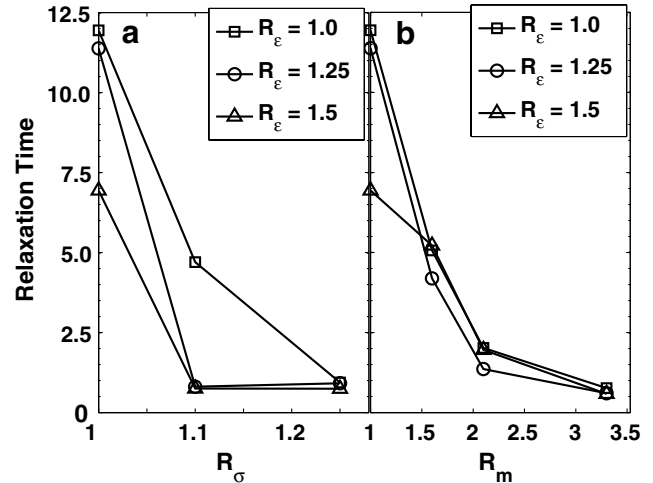 a
R_ε = 1.0
R_ε = 1.25
R_ε = 1.5
b
R_ε = 1.0
R_ε = 1.25
R_ε = 1.5
Relaxation Time
12.5
10.0
7.5
5.0
2.5
0
1
1.1
1.2
R_σ
1
1.5
2
2.5
3
3.5
R_m